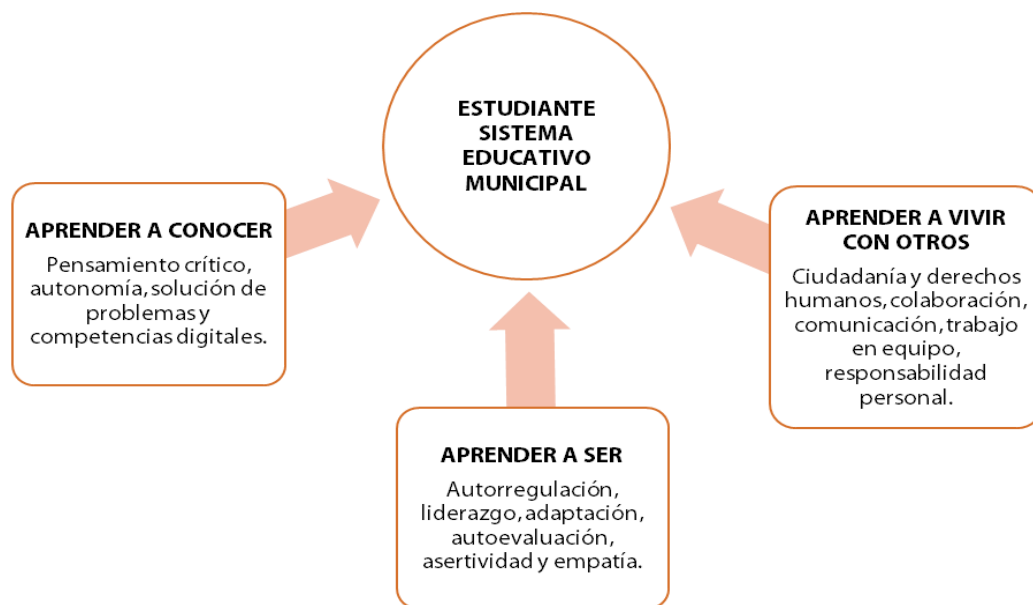 ESTUDIANTE
SISTEMA
EDUCATIVO
MUNICIPAL
APRENDER A CONOCER
Pensamiento crítico,
autonomía, solución de
problemas y
competencias digitales.
APRENDER A SER
Autorregulación,
liderazgo, adaptación,
autoevaluación,
asertividad y empatía.
APRENDER A VIVIR
CON OTROS
Ciudadanía y derechos
humanos, colaboración,
comunicación, trabajo
en equipo,
responsabilidad
personal.